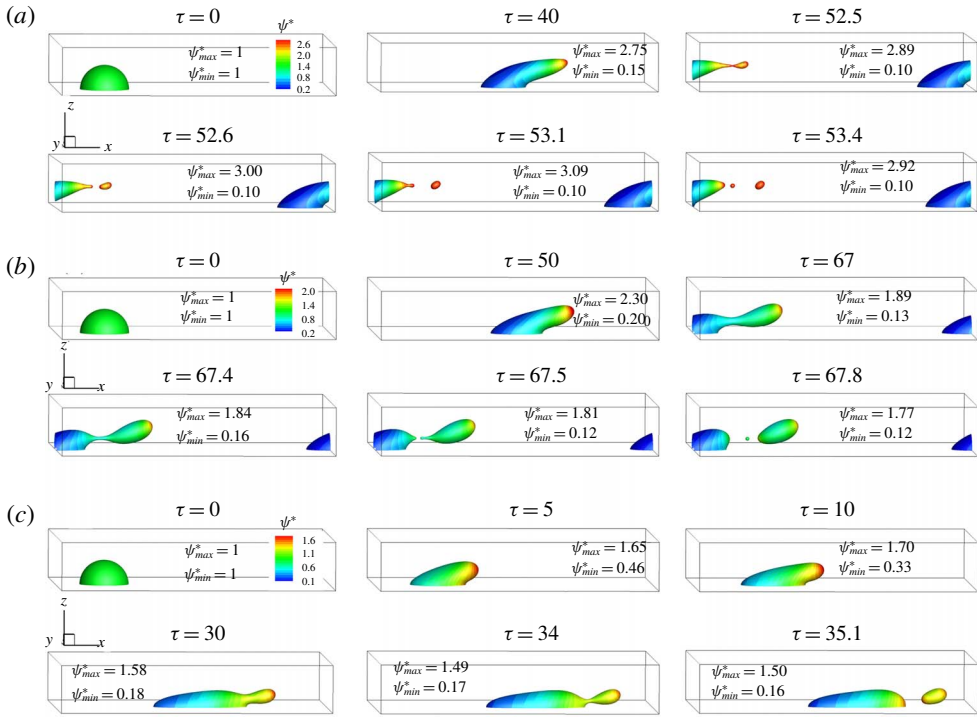 (a)
τ = 0
τ = 40
τ = 52.5
ψ*
ψ*max = 1
ψ*min = 1
2.6
2.0
1.4
0.8
0.2
ψ*max = 2.75
ψ*min = 0.15
ψ*max = 2.89
ψ*min = 0.10
z
y
x
τ = 52.6
τ = 53.1
τ = 53.4
ψ*max = 3.00
ψ*min = 0.10
ψ*max = 3.09
ψ*min = 0.10
ψ*max = 2.92
ψ*min = 0.10
(b)
τ = 0
τ = 50
τ = 67
ψ*
ψ*max = 1
ψ*min = 1
2.0
1.4
0.8
0.2
ψ*max = 2.30
ψ*min = 0.20
ψ*max = 1.89
ψ*min = 0.13
z
y
x
τ = 67.4
τ = 67.5
τ = 67.8
ψ*max = 1.84
ψ*min = 0.16
ψ*max = 1.81
ψ*min = 0.12
ψ*max = 1.77
ψ*min = 0.12
(c)
τ = 0
τ = 5
τ = 10
ψ*
ψ*max = 1
ψ*min = 1
1.6
1.1
0.6
0.1
ψ*max = 1.65
ψ*min = 0.46
ψ*max = 1.70
ψ*min = 0.33
z
y
x
τ = 30
τ = 34
τ = 35.1
ψ*max = 1.58
ψ*min = 0.18
ψ*max = 1.49
ψ*min = 0.17
ψ*max = 1.50
ψ*min = 0.16